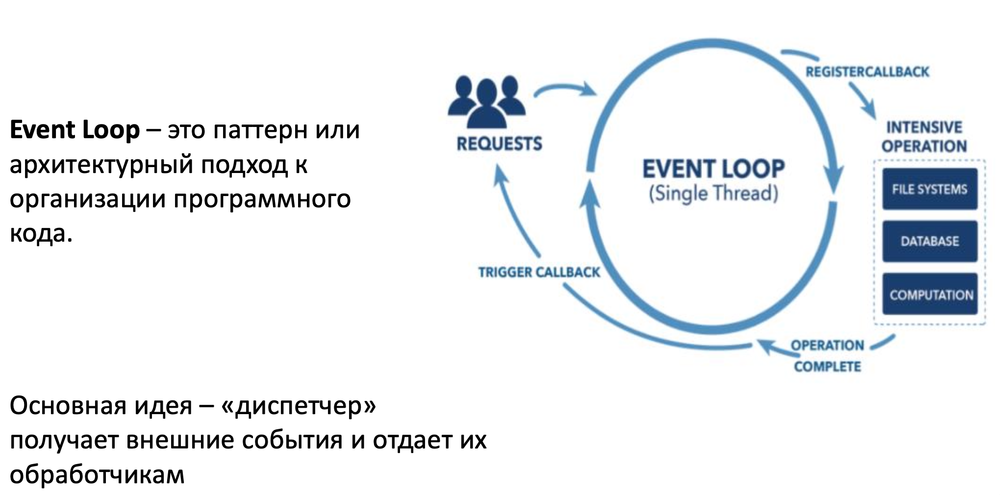 Event Loop – это паттерн или
архитектурный подход к
организации программного
кода.
Основная идея – «диспетчер»
получает внешние события и отдает их
обработчикам
REQUESTS
EVENT LOOP
(Single Thread)
REGISTERCALLBACK
INTENSIVE
OPERATION
FILE SYSTEMS
DATABASE
COMPUTATION
OPERATION
COMPLETE
TRIGGER CALLBACK